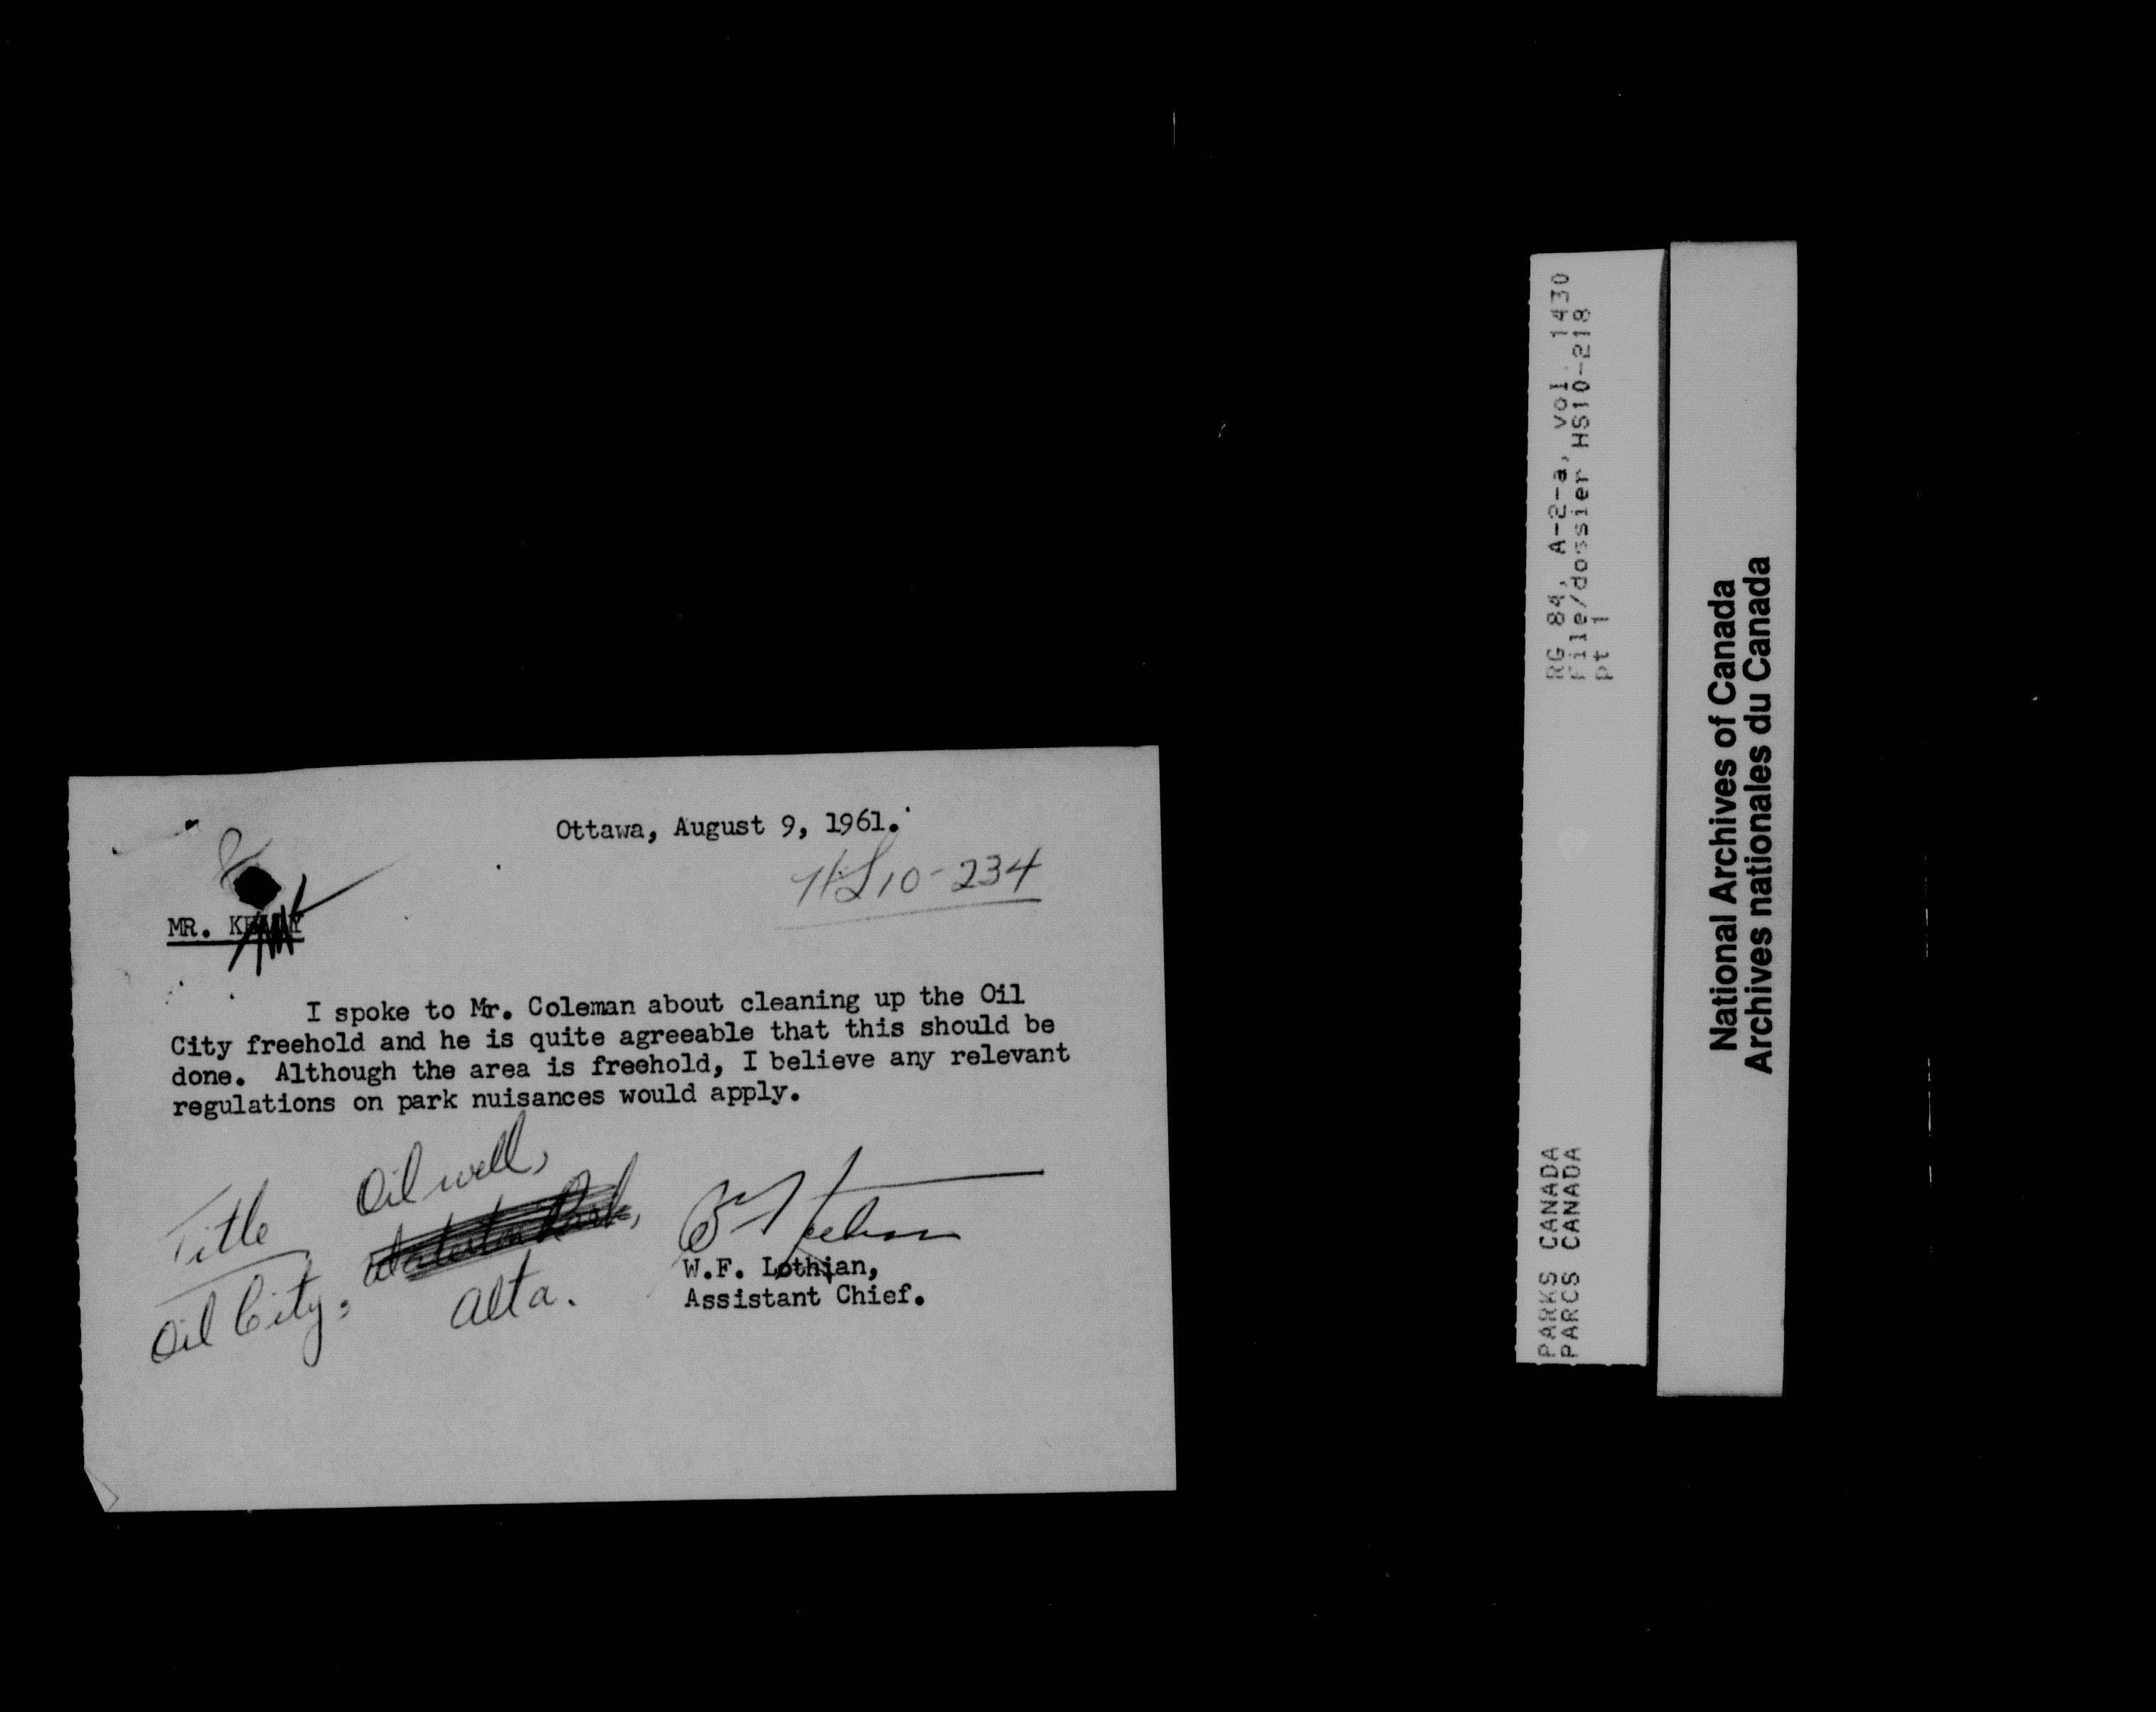 Ottawa, August 9, 1961.
HS10-234
MR.
I spoke to Mr. Coleman about cleaning up the Oil
City freehold and he is quite agreeable that this should be
done. Although the area is freehold, I believe any relevant
regulations on park nuisances would apply.
Title
Oil well,
Oil City,
Alta.
W.F. Lothian,
Assistant Chief.
RG 84, A-2-a, vol 1430
File/dossier HS10-218
pt 1
PARKS CANADA
PARCS CANADA
National Archives of Canada
Archives nationales du Canada